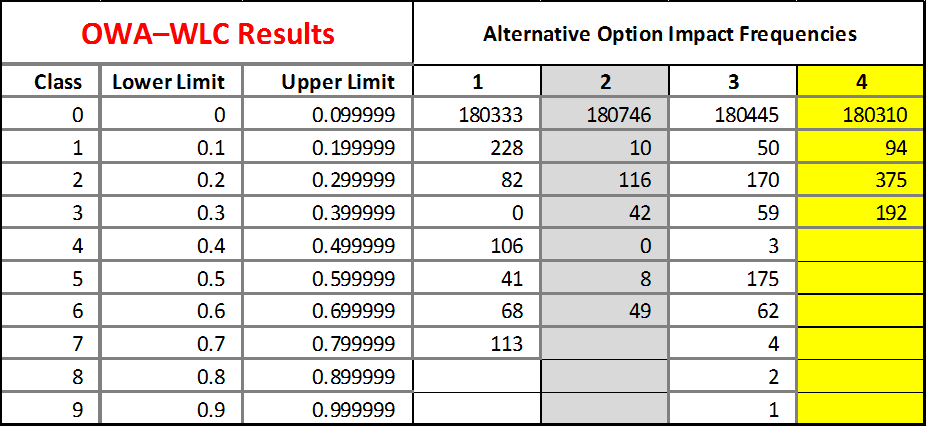 OWA–WLC Results Alternative Option Impact Frequencies
Class Lower Limit Upper Limit 1 2 3 4
0 0 0.099999 180333 180746 180445 180310
1 0.1 0.199999 228 10 50 94
2 0.2 0.299999 82 116 170 375
3 0.3 0.399999 0 42 59 192
4 0.4 0.499999 106 0 3
5 0.5 0.599999 41 8 175
6 0.6 0.699999 68 49 62
7 0.7 0.799999 113 4
8 0.8 0.899999 2
9 0.9 0.999999 1